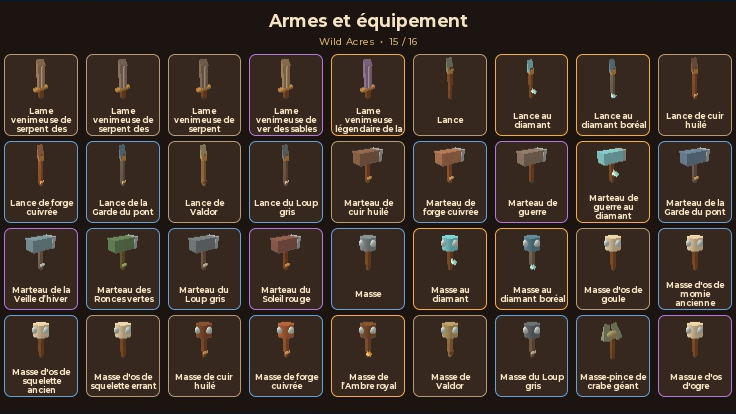 Armes et équipement
Wild Acres • 15 / 16
Lame
venimeuse de
serpent des
Lame
venimeuse de
serpent des
Lame
venimeuse de
serpent
Lame
venimeuse de
ver des sables
Lame
venimeuse
légendaire de la
Lance
Lance au
diamant
Lance au
diamant boréal
Lance de cuir
huilé
Lance de forge
cuivrée
Lance de la
Garde du pont
Lance de
Valdor
Lance du Loup
gris
Marteau de
cuir huilé
Marteau de
forge cuivrée
Marteau de
guerre
Marteau de
guerre au
diamant
Marteau de la
Garde du pont
Marteau de la
Veille d'hiver
Marteau des
Ronces vertes
Marteau du
Loup gris
Marteau du
Soleil rouge
Masse
Masse au
diamant
Masse au
diamant boréal
Masse d'os de
goule
Masse d'os de
momie
ancienne
Masse d'os de
squelette
ancien
Masse d'os de
squelette errant
Masse de cuir
huilé
Masse de forge
cuivrée
Masse de
l'Ambre royal
Masse de
Valdor
Masse du Loup
gris
Masse-pince de
crabe géant
Massue d'os
d'ogre